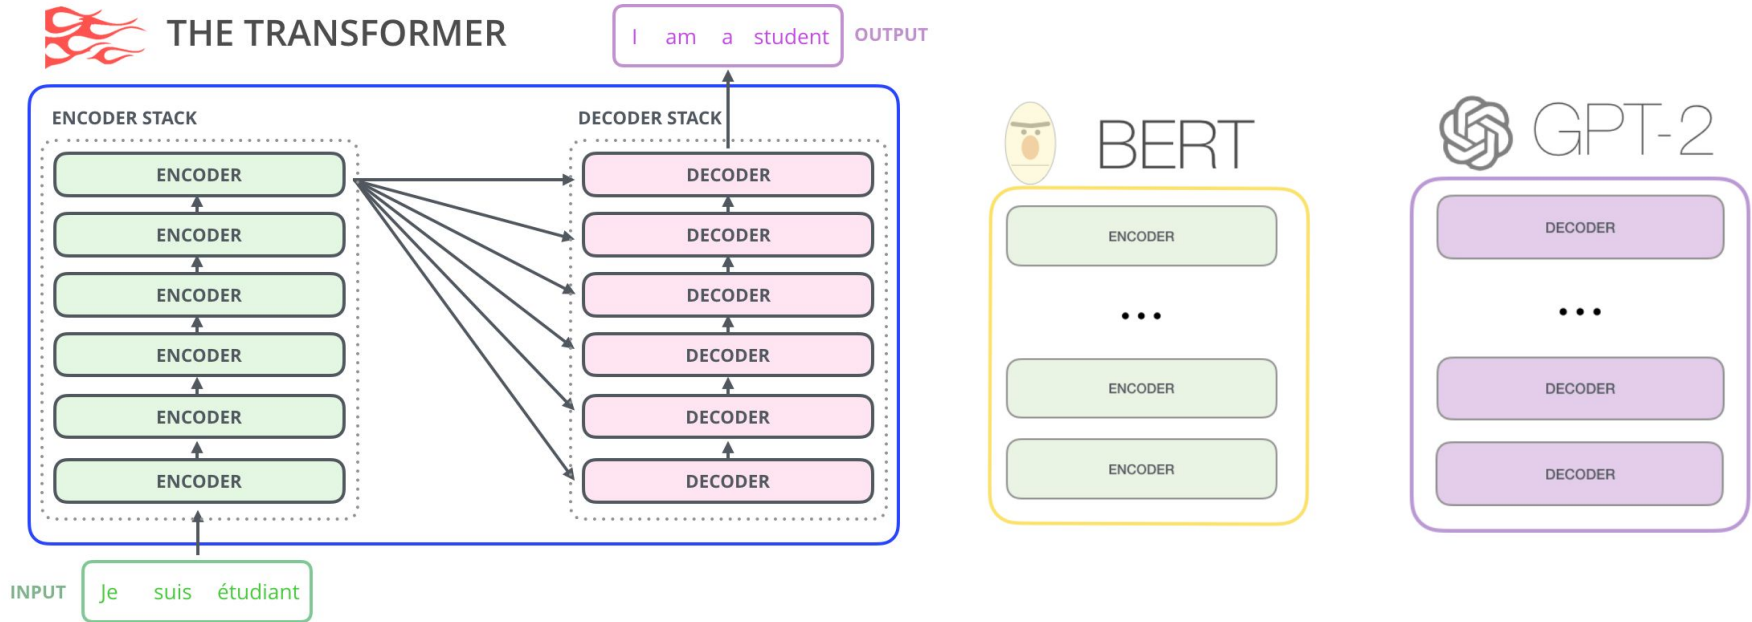 THE TRANSFORMER
I am a student
OUTPUT
ENCODER STACK
ENCODER
ENCODER
ENCODER
ENCODER
ENCODER
ENCODER
DECODER STACK
DECODER
DECODER
DECODER
DECODER
DECODER
DECODER
INPUT
Je suis étudiant
BERT
ENCODER
...
ENCODER
ENCODER
GPT-2
DECODER
...
DECODER
DECODER